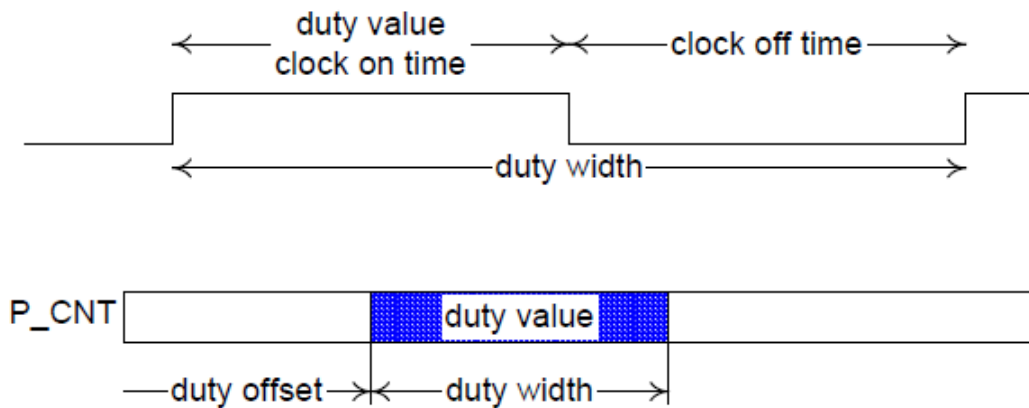 duty value
clock on time
clock off time
duty width
P_CNT
duty value
duty offset
duty width